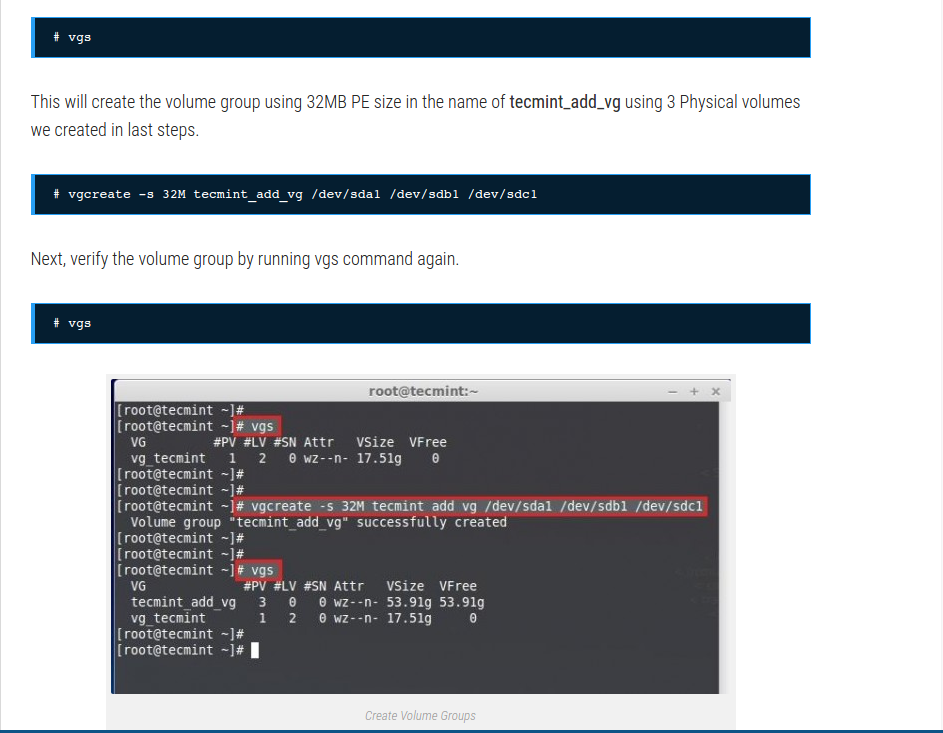 # vgs
This will create the volume group using 32MB PE size in the name of tecmint_add_vg using 3 Physical volumes
we created in last steps.
# vgcreate -s 32M tecmint_add_vg /dev/sda1 /dev/sdb1 /dev/sdc1
Next, verify the volume group by running vgs command again.
# vgs
root@tecmint:~
[root@tecmint ~]#
[root@tecmint ~]# vgs
VG #PV #LV #SN Attr VSize VFree
vg_tecmint 1 2 0 wz--n- 17.51g 0
[root@tecmint ~]#
[root@tecmint ~]#
[root@tecmint ~]# vgcreate -s 32M tecmint add vg /dev/sda1 /dev/sdb1 /dev/sdc1
Volume group "tecmint_add_vg" successfully created
[root@tecmint ~]#
[root@tecmint ~]#
[root@tecmint ~]# vgs
VG #PV #LV #SN Attr VSize VFree
tecmint_add_vg 3 0 0 wz--n- 53.91g 53.91g
vg_tecmint 1 2 0 wz--n- 17.51g 0
[root@tecmint ~]#
[root@tecmint ~]#
Create Volume Groups